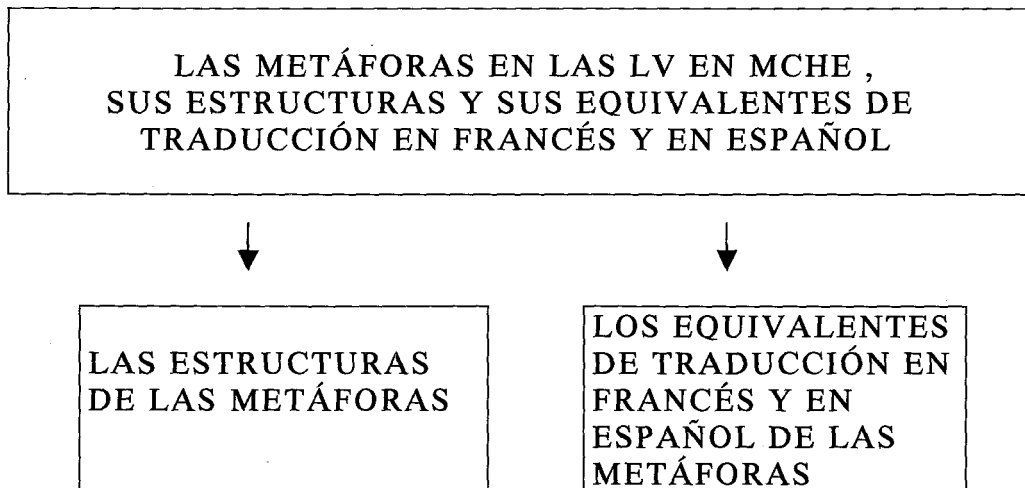 LAS METÁFORAS EN LAS LV EN MCHE ,
SUS ESTRUCTURAS Y SUS EQUIVALENTES DE
TRADUCCIÓN EN FRANCÉS Y EN ESPAÑOL
LAS ESTRUCTURAS
DE LAS METÁFORAS
LOS EQUIVALENTES
DE TRADUCCIÓN EN
FRANCÉS Y EN
ESPAÑOL DE LAS
METÁFORAS